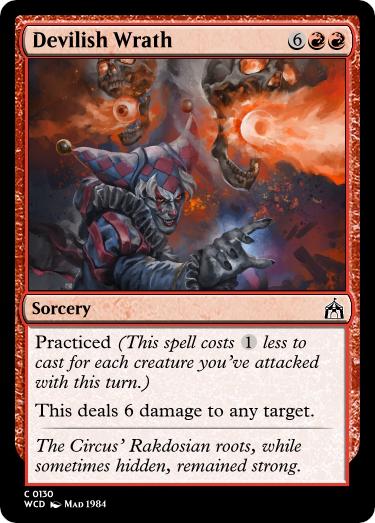 Devilish Wrath 6
Sorcery
Practiced (This spell costs 1 less to
cast for each creature you've attacked
with this turn.)
This deals 6 damage to any target.
The Circus' Rakdosian roots, while
sometimes hidden, remained strong.
C 0130
WCD Mad 1984